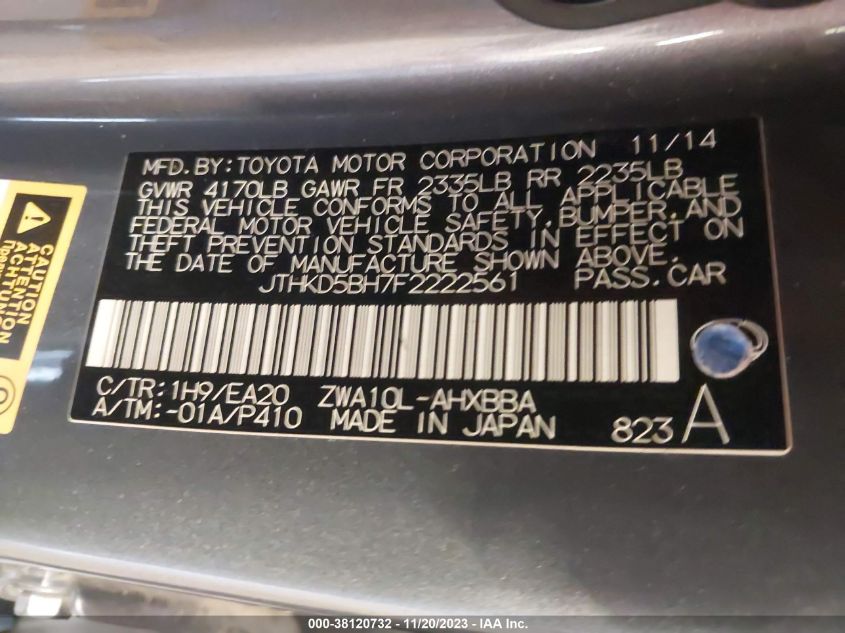 MFD.BY:TOYOTA MOTOR CORPORATION 11/14
GVWR 4170LB GAWR FR 2335LB RR 2235LB
THIS VEHICLE CONFORMS TO ALL APPLICABLE
FEDERAL MOTOR VEHICLE SAFETY,BUMPER,AND
THEFT PREVENTION STANDARDS IN EFFECT ON
THE DATE OF MANUFACTURE SHOWN ABOVE.
JTHKD5BH7F2222561 PASS.CAR
C/TR:1H9/EA20 ZWA10L-AHXBBA
A/TM:-01A/P410 MADE IN JAPAN 823 A
CAUTION
ATTENTION
ACHTUNG
000-38120732 - 11/20/2023 - IAA Inc.